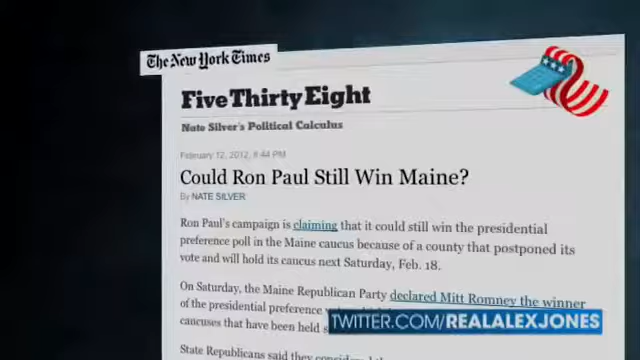 The New York Times
FiveThirtyEight
Nate Silver's Political Calculus
February 12, 2012, 8:44 PM
Could Ron Paul Still Win Maine?
By NATE SILVER
Ron Paul's campaign is claiming that it could still win the presidential
preference poll in the Maine caucus because of a county that postponed its
vote and will hold its caucus next Saturday, Feb. 18.
On Saturday, the Maine Republican Party declared Mitt Romney the winner
of the presidential preference
caucuses that have been held
TWITTER.COM/REALALEXJONES
State Republicans said they